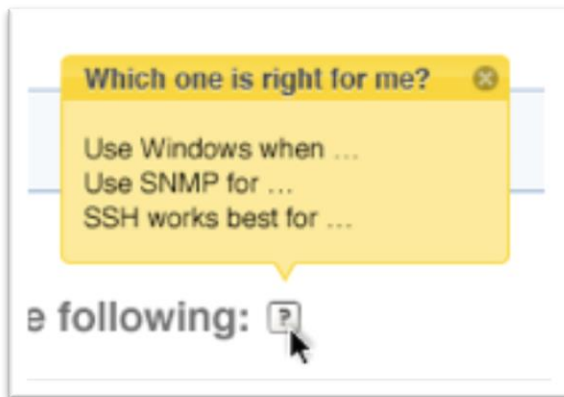 Which one is right for me?
Use Windows when ...
Use SNMP for ...
SSH works best for ...
e following: ?